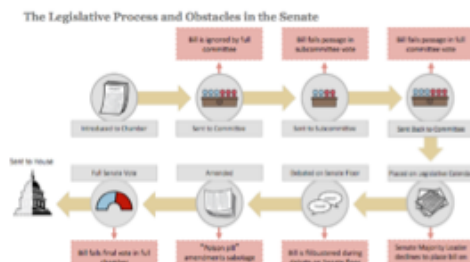 The Legislative Process and Obstacles in the Senate
Bill is ignored by full
committee
Bill fails passage in
subcommittee vote
Bill fails passage in full
committee vote
Introduced to Chamber
Sent to Committee
Sent to Subcommittee
Sent Back to Committee
Sent to House
Full Senate Vote
Amended
Debated on Senate Floor
Placed on Legislative Calendar
Bill fails final vote in full
"Poison pill"
amendments sabotage
Bill is filibustered during
Senate Majority Leader
declines to place bill on